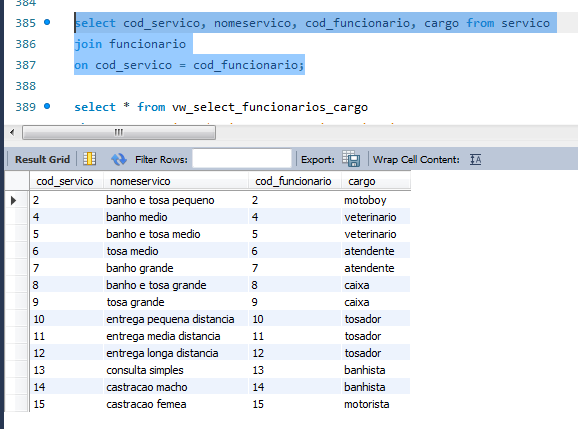 384
385 select cod_servico, nomeservico, cod_funcionario, cargo from servico
386 join funcionario
387 on cod_servico = cod_funcionario;
388
389 select * from vw_select_funcionarios_cargo
Result Grid Filter Rows: Export: Wrap Cell Content:
cod_servico nomeservico cod_funcionario cargo
2 banho e tosa pequeno 2 motoboy
4 banho medio 4 veterinario
5 banho e tosa medio 5 veterinario
6 tosa medio 6 atendente
7 banho grande 7 atendente
8 banho e tosa grande 8 caixa
9 tosa grande 9 caixa
10 entrega pequena distancia 10 tosador
11 entrega media distancia 11 tosador
12 entrega longa distancia 12 tosador
13 consulta simples 13 banhista
14 castracao macho 14 banhista
15 castracao femea 15 motorista